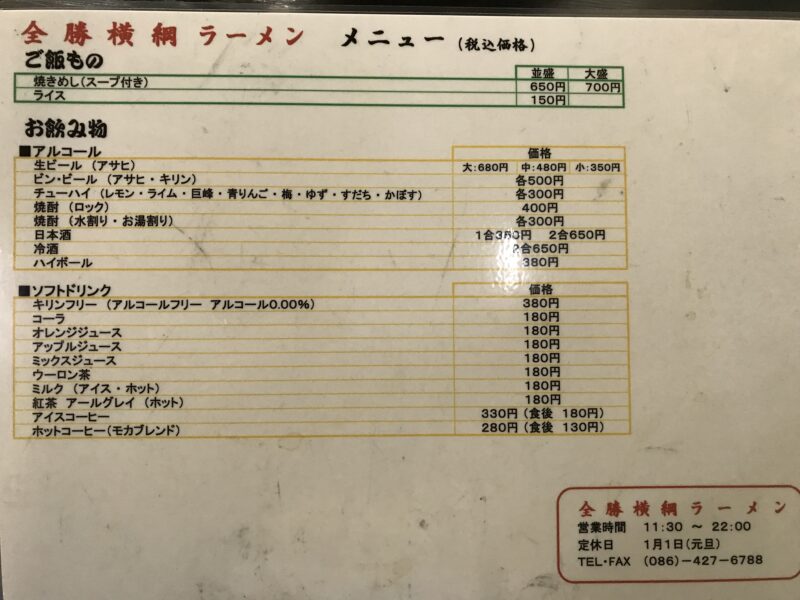 全勝横綱ラーメン メニュー (税込価格)
ご飯もの
並盛 大盛
焼きめし(スープ付き) 650円 700円
ライス 150円
お飲み物
■アルコール 価格
生ビール (アサヒ) 大:680円 中:480円 小:350円
ビン・ビール (アサヒ・キリン) 各500円
チューハイ (レモン・ライム・巨峰・青りんご・梅・ゆず・すだち・かぼす) 各300円
焼酎 (ロック) 400円
焼酎 (水割り・お湯割り) 各300円
日本酒 1合350円 2合650円
冷酒 2合650円
ハイボール 380円
■ソフトドリンク 価格
キリンフリー (アルコールフリー アルコール0.00%) 380円
コーラ 180円
オレンジジュース 180円
アップルジュース 180円
ミックスジュース 180円
ウーロン茶 180円
ミルク (アイス・ホット) 180円
紅茶 アールグレイ (ホット) 180円
アイスコーヒー 330円(食後 180円)
ホットコーヒー(モカブレンド) 280円(食後 130円)
全勝横綱ラーメン
営業時間 11:30 ~ 22:00
定休日 1月1日(元旦)
TEL・FAX (086)-427-6788